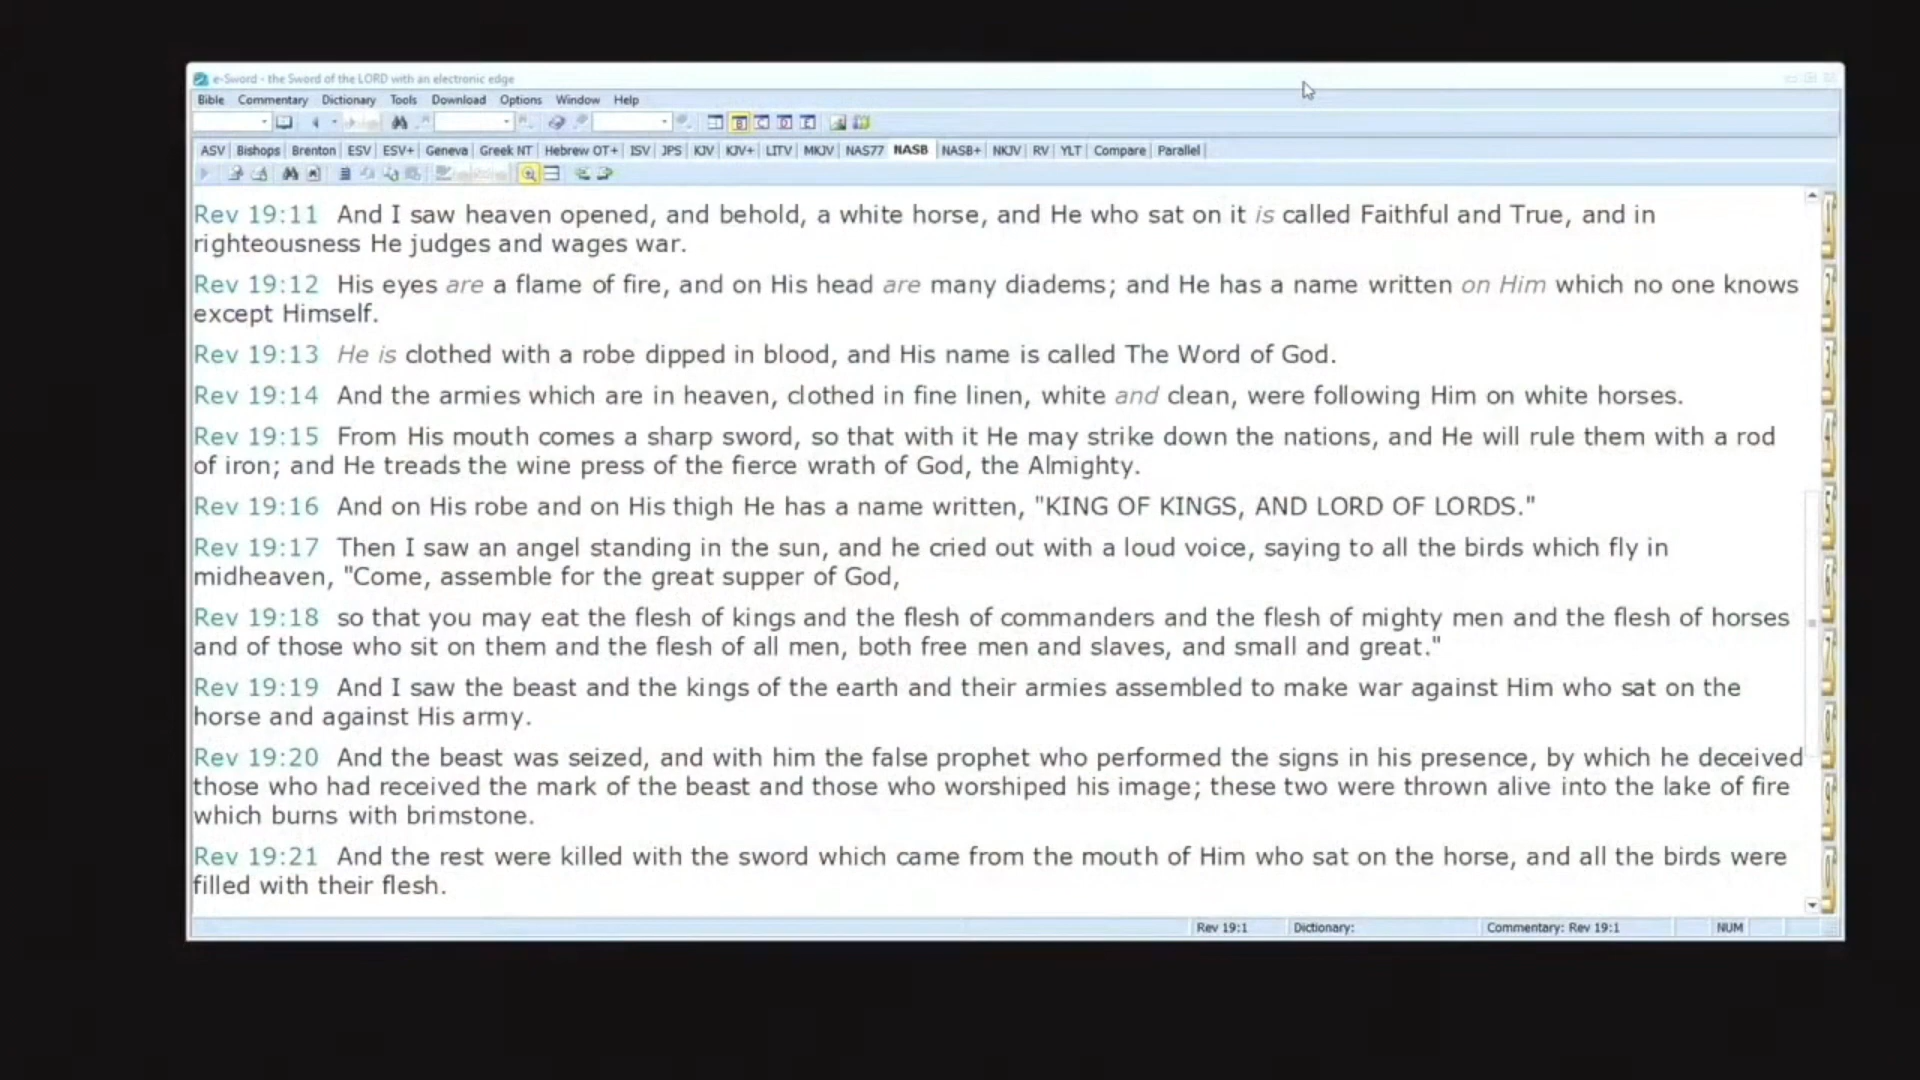 e-Sword - the Sword of the LORD with an electronic edge
Bible Commentary Dictionary Tools Download Options Window Help
ASV Bishops Brenton ESV ESV+ Geneva Greek NT Hebrew OT+ ISV JPS KJV KJV+ LITV MKJV NAS77 NASB NASB+ NKJV RV YLT Compare Parallel
Rev 19:11 And I saw heaven opened, and behold, a white horse, and He who sat on it is called Faithful and True, and in
righteousness He judges and wages war.
Rev 19:12 His eyes are a flame of fire, and on His head are many diadems; and He has a name written on Him which no one knows
except Himself.
Rev 19:13 He is clothed with a robe dipped in blood, and His name is called The Word of God.
Rev 19:14 And the armies which are in heaven, clothed in fine linen, white and clean, were following Him on white horses.
Rev 19:15 From His mouth comes a sharp sword, so that with it He may strike down the nations, and He will rule them with a rod
of iron; and He treads the wine press of the fierce wrath of God, the Almighty.
Rev 19:16 And on His robe and on His thigh He has a name written, "KING OF KINGS, AND LORD OF LORDS."
Rev 19:17 Then I saw an angel standing in the sun, and he cried out with a loud voice, saying to all the birds which fly in
midheaven, "Come, assemble for the great supper of God,
Rev 19:18 so that you may eat the flesh of kings and the flesh of commanders and the flesh of mighty men and the flesh of horses
and of those who sit on them and the flesh of all men, both free men and slaves, and small and great."
Rev 19:19 And I saw the beast and the kings of the earth and their armies assembled to make war against Him who sat on the
horse and against His army.
Rev 19:20 And the beast was seized, and with him the false prophet who performed the signs in his presence, by which he deceived
those who had received the mark of the beast and those who worshiped his image; these two were thrown alive into the lake of fire
which burns with brimstone.
Rev 19:21 And the rest were killed with the sword which came from the mouth of Him who sat on the horse, and all the birds were
filled with their flesh.
Rev 19:1 Dictionary: Commentary: Rev 19:1 NUM